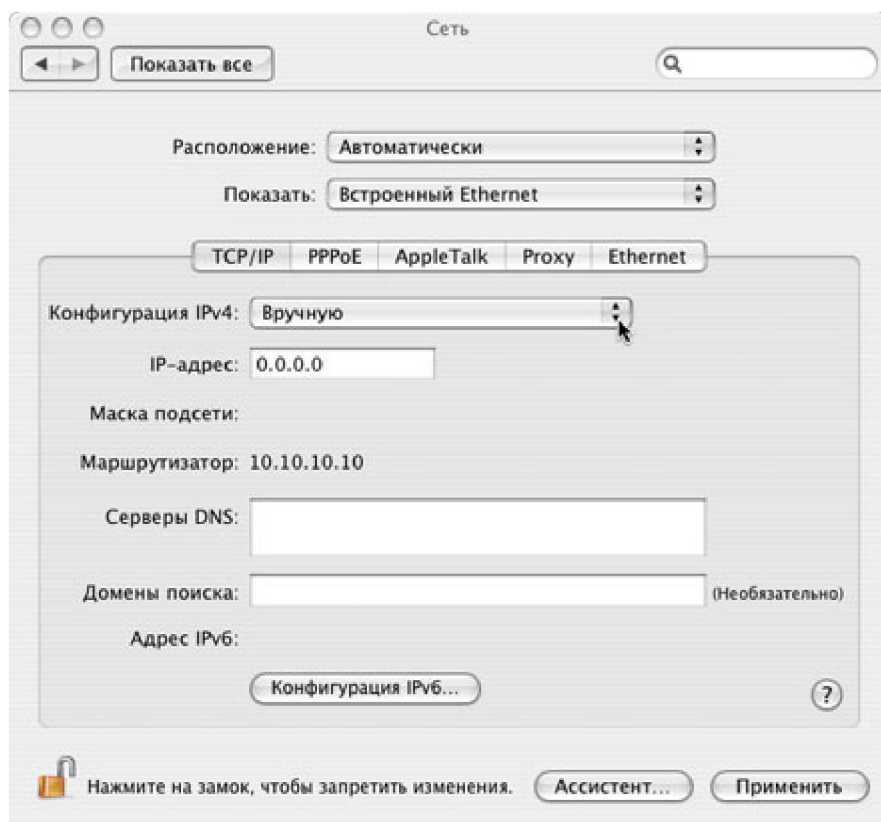 Сеть
Показать все
Расположение: Автоматически
Показать: Встроенный Ethernet
TCP/IP PPPoE AppleTalk Proxy Ethernet
Конфигурация IPv4: Вручную
IP-адрес: 0.0.0.0
Маска подсети:
Маршрутизатор: 10.10.10.10
Серверы DNS:
Домены поиска: (Необязательно)
Адрес IPv6:
Конфигурация IPv6...
?
Нажмите на замок, чтобы запретить изменения. Ассистент... Применить